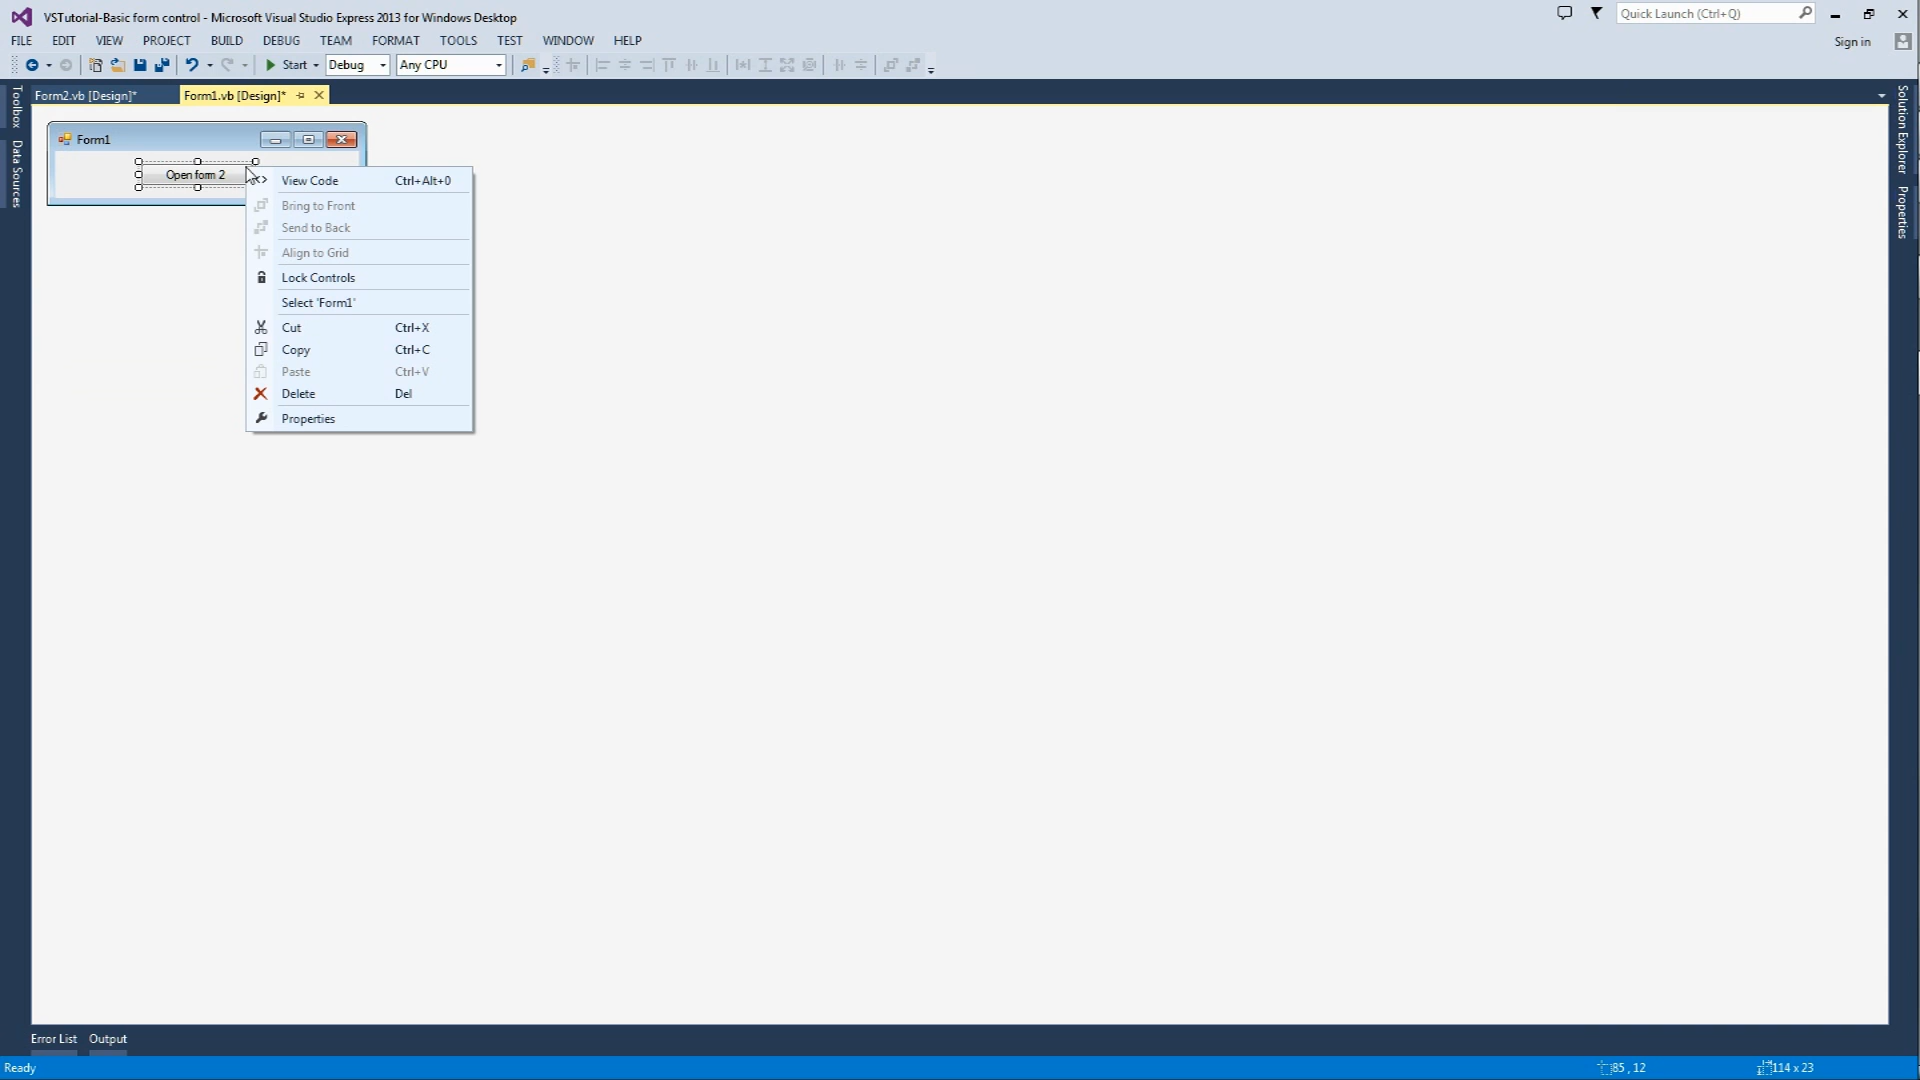 VSTutorial-Basic form control - Microsoft Visual Studio Express 2013 for Windows Desktop
Quick Launch (Ctrl+Q)
FILE EDIT VIEW PROJECT BUILD DEBUG TEAM FORMAT TOOLS TEST WINDOW HELP
Sign in
Start Debug Any CPU
Toolbox
Data Sources
Form2.vb [Design]* Form1.vb [Design]*
Solution Explorer
Properties
Form1
Open form 2
View Code Ctrl+Alt+0
Bring to Front
Send to Back
Align to Grid
Lock Controls
Select 'Form1'
Cut Ctrl+X
Copy Ctrl+C
Paste Ctrl+V
Delete Del
Properties
Error List Output
Ready 85 , 12 114 x 23